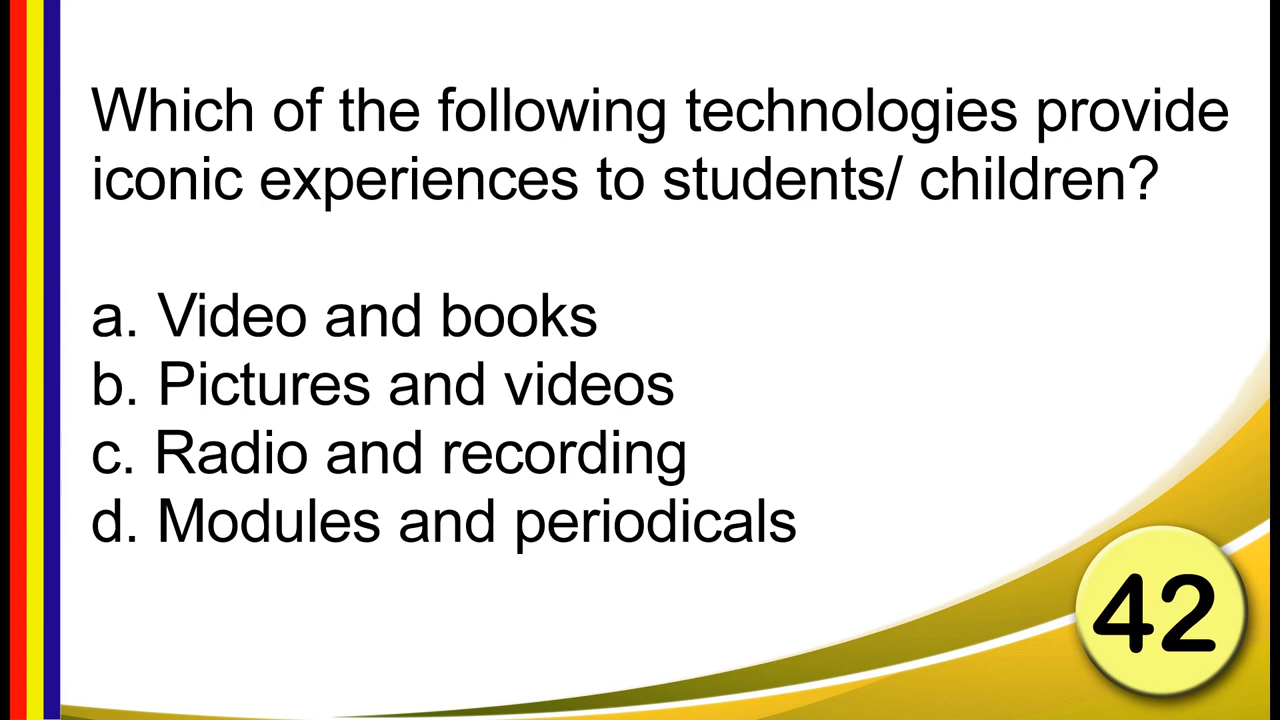 Which of the following technologies provide
iconic experiences to students/ children?
a. Video and books
b. Pictures and videos
c. Radio and recording
d. Modules and periodicals
42